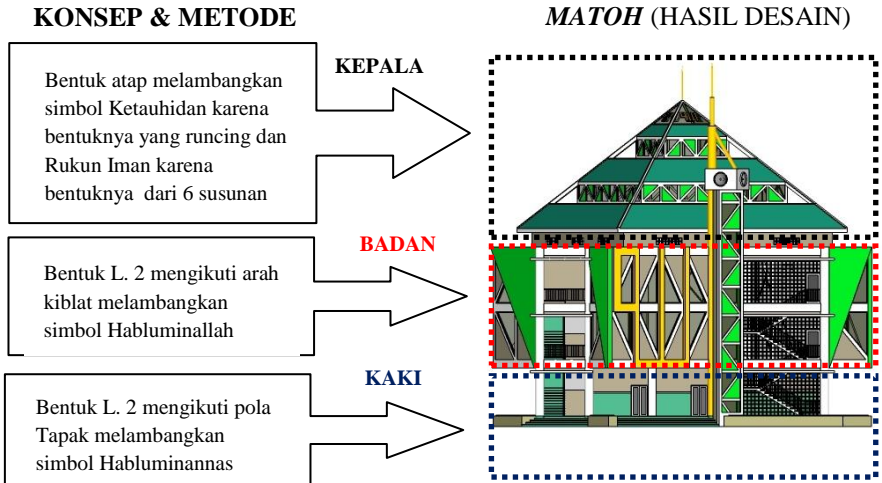 KONSEP & METODE
MATOH (HASIL DESAIN)
KEPALA
Bentuk atap melambangkan
simbol Ketauhidan karena
bentuknya yang runcing dan
Rukun Iman karena
bentuknya dari 6 susunan
BADAN
Bentuk L. 2 mengikuti arah
kiblat melambangkan
simbol Habluminallah
KAKI
Bentuk L. 2 mengikuti pola
Tapak melambangkan
simbol Habluminannas